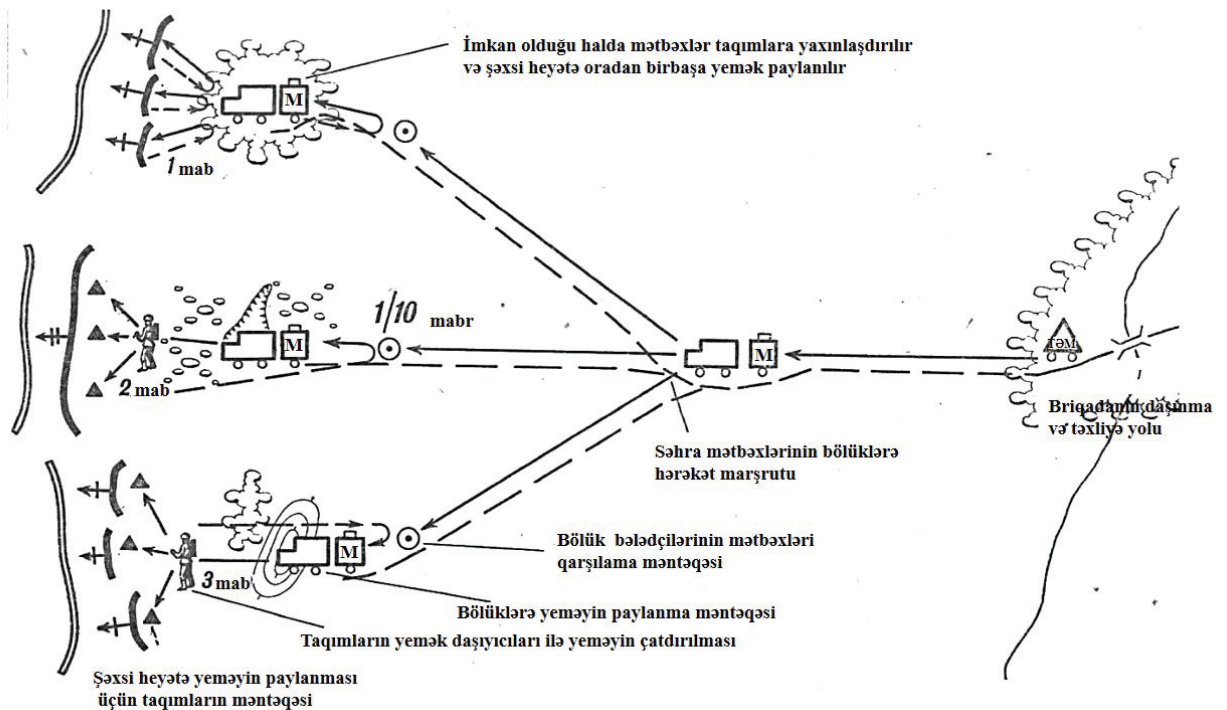 İmkan olduğu halda mətbəxlər taqımlara yaxınlaşdırılır
və şəxsi heyətə oradan birbaşa yemək paylanılır
M
1 mab
1/10 mabr
M
2 mab
M
MƏT
Briqadanın daşınma
və təxliyə yolu
Səhra mətbəxlərinin bölüklərə
hərəkət marşrutu
M
3 mab
Bölük bələdçilərinin mətbəxləri
qarşılama məntəqəsi
Bölüklərə yeməyin paylanma məntəqəsi
Taqımların yemək daşıyıcıları ilə yeməyin çatdırılması
Şəxsi heyətə yeməyin paylanması
üçün taqımların məntəqəsi